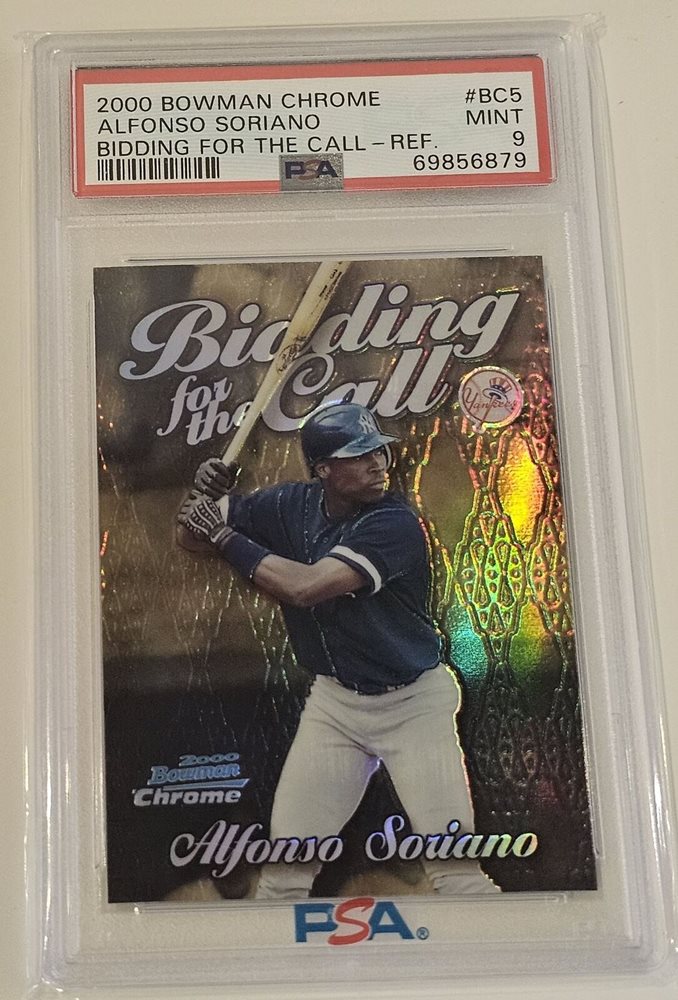 2000 BOWMAN CHROME #BC5
ALFONSO SORIANO MINT
BIDDING FOR THE CALL - REF. 9
PSA 69856879
Bidding
for
the Call
Yankees
NY
2000
Bowman
Chrome
Alfonso Soriano
PSA®